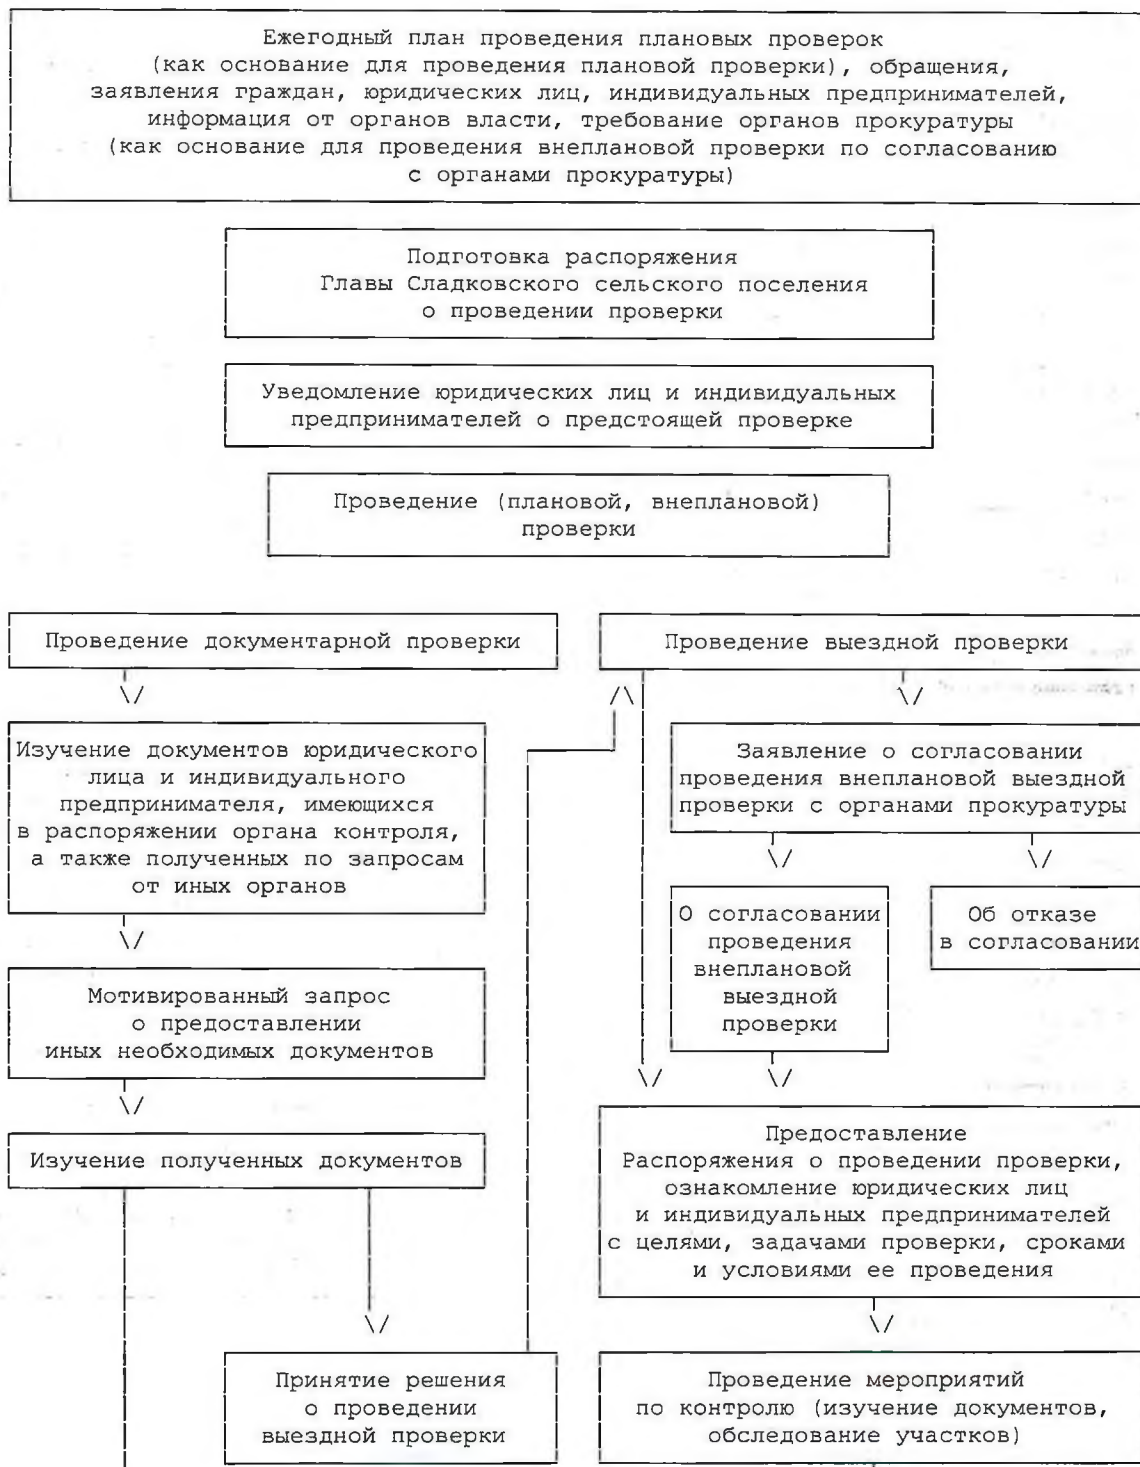 Ежегодный план проведения плановых проверок
(как основание для проведения плановой проверки), обращения,
заявления граждан, юридических лиц, индивидуальных предпринимателей,
информация от органов власти, требование органов прокуратуры
(как основание для проведения внеплановой проверки по согласованию
с органами прокуратуры)
Подготовка распоряжения
Главы Сладковского сельского поселения
о проведении проверки
Уведомление юридических лиц и индивидуальных
предпринимателей о предстоящей проверке
Проведение (плановой, внеплановой)
проверки
Проведение документарной проверки
Изучение документов юридического
лица и индивидуального
предпринимателя, имеющихся
в распоряжении органа контроля,
а также полученных по запросам
от иных органов
Мотивированный запрос
о предоставлении
иных необходимых документов
Изучение полученных документов
Принятие решения
о проведении
выездной проверки
Проведение выездной проверки
Заявление о согласовании
проведения внеплановой выездной
проверки с органами прокуратуры
О согласовании
проведения
внеплановой
выездной
проверки
Об отказе
в согласовании
Предоставление
Распоряжения о проведении проверки,
ознакомление юридических лиц
и индивидуальных предпринимателей
с целями, задачами проверки, сроками
и условиями ее проведения
Проведение мероприятий
по контролю (изучение документов,
обследование участков)